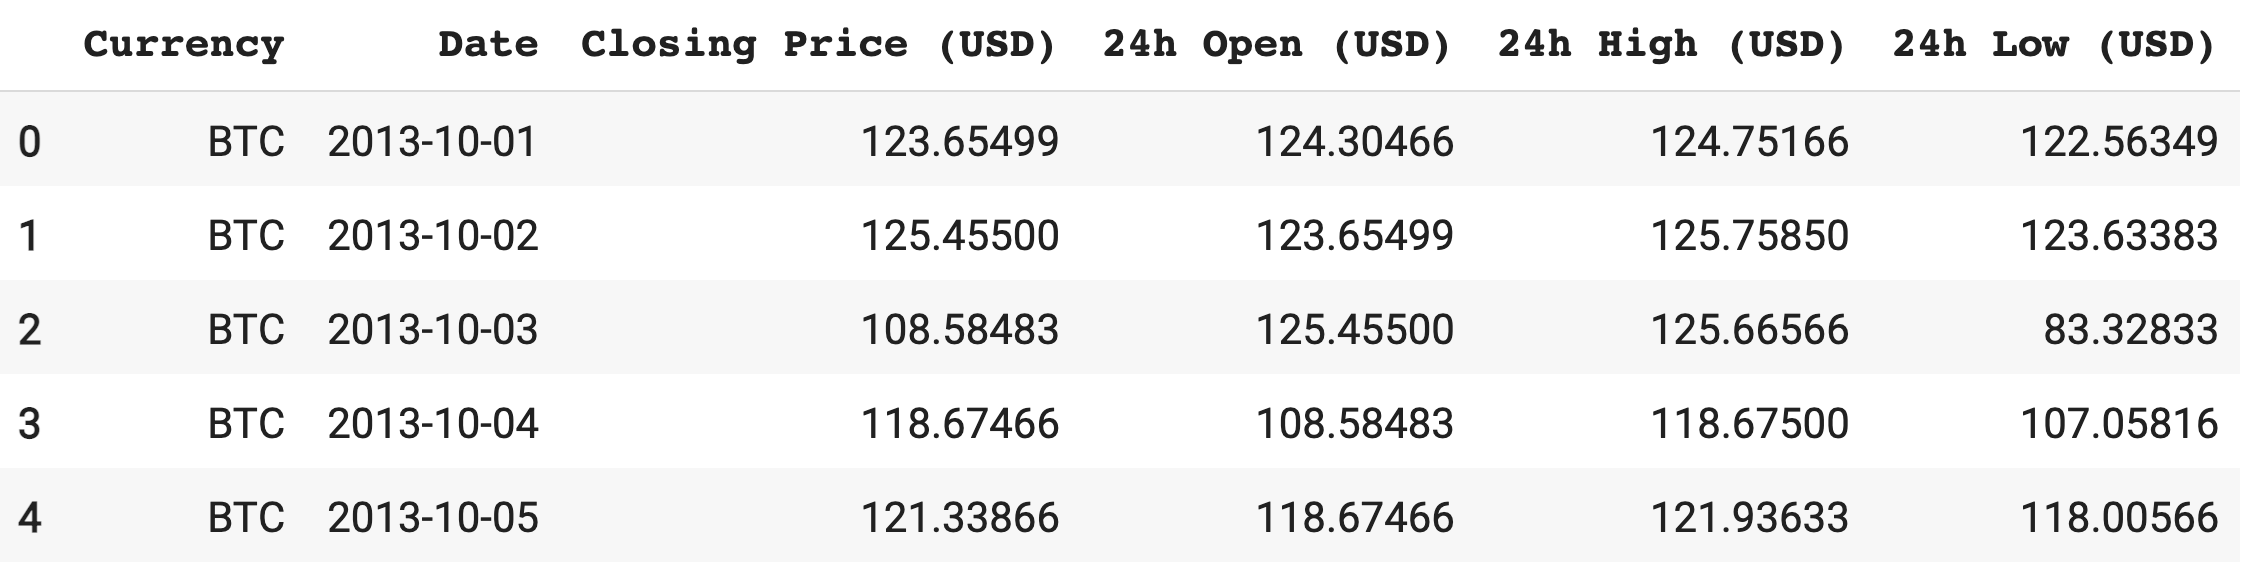 Currency Date Closing Price (USD) 24h Open (USD) 24h High (USD) 24h Low (USD)
0 BTC 2013-10-01 123.65499 124.30466 124.75166 122.56349
1 BTC 2013-10-02 125.45500 123.65499 125.75850 123.63383
2 BTC 2013-10-03 108.58483 125.45500 125.66566 83.32833
3 BTC 2013-10-04 118.67466 108.58483 118.67500 107.05816
4 BTC 2013-10-05 121.33866 118.67466 121.93633 118.00566